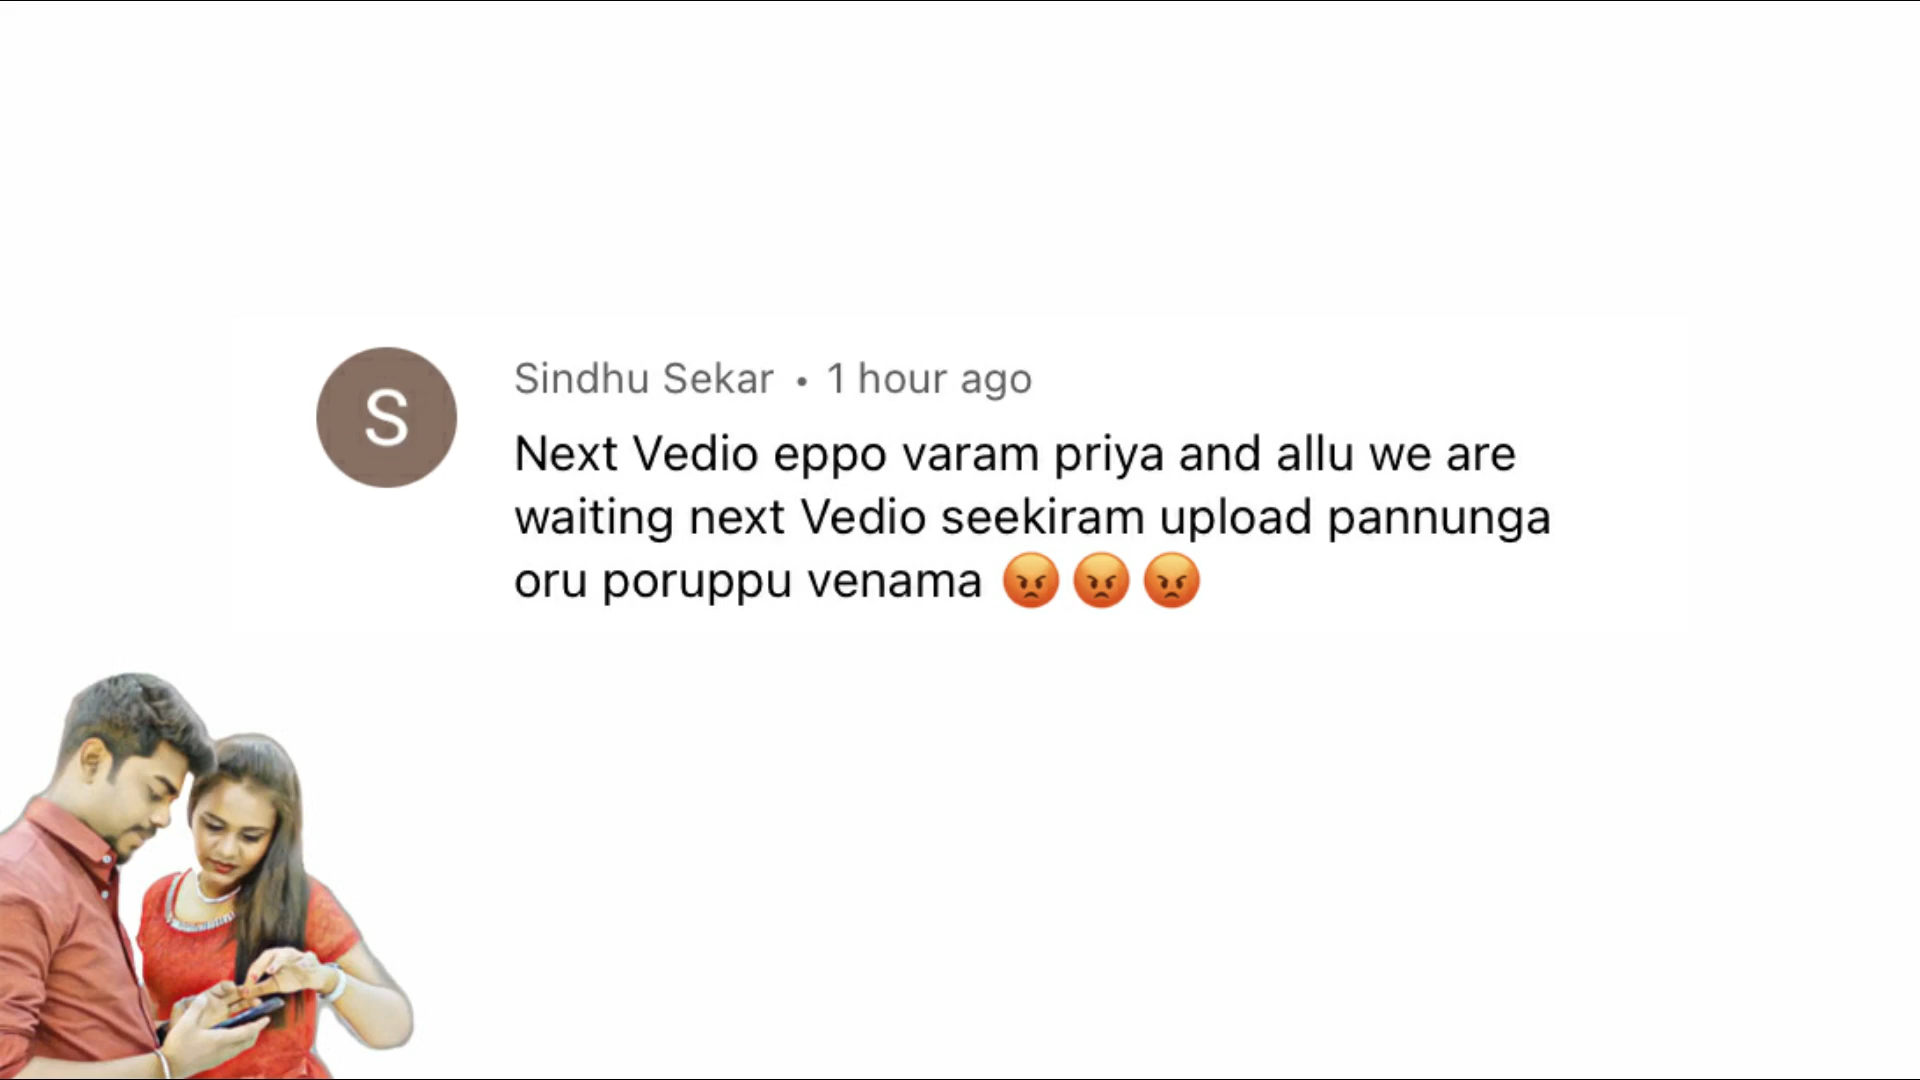 S
Sindhu Sekar • 1 hour ago
Next Vedio eppo varam priya and allu we are
waiting next Vedio seekiram upload pannunga
oru poruppu venama 😡😡😡